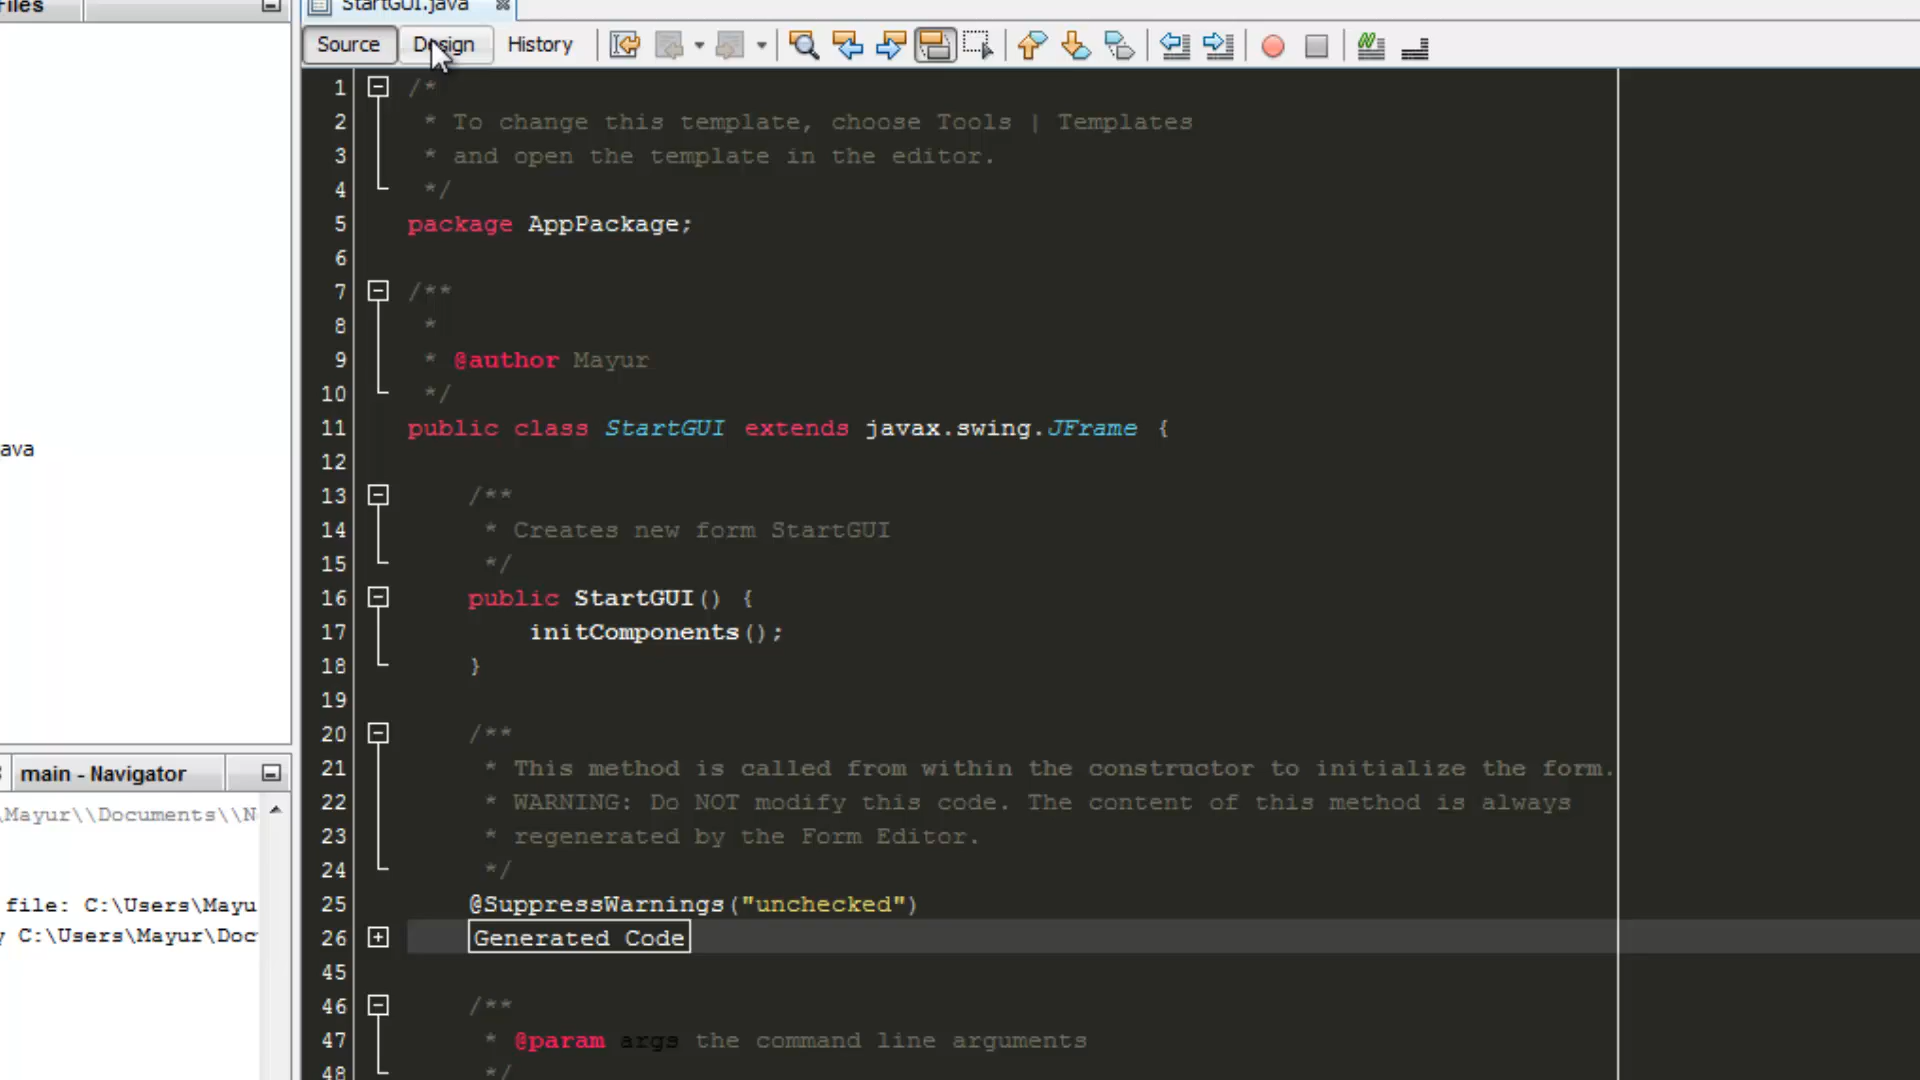 Files
StartGUI.java
Source Design History
1 /*
2 * To change this template, choose Tools | Templates
3 * and open the template in the editor.
4 */
5 package AppPackage;
6
7 /**
8 *
9 * @author Mayur
10 */
11 public class StartGUI extends javax.swing.JFrame {
12
13 /**
14 * Creates new form StartGUI
15 */
16 public StartGUI() {
17 initComponents();
18 }
19
20 /**
21 * This method is called from within the constructor to initialize the form.
22 * WARNING: Do NOT modify this code. The content of this method is always
23 * regenerated by the Form Editor.
24 */
25 @SuppressWarnings("unchecked")
26 Generated Code
45
46 /**
47 * @param args the command line arguments
48 */
ava
main - Navigator
\Mayur\\Documents\\N
file: C:\Users\Mayu
y C:\Users\Mayur\Doc